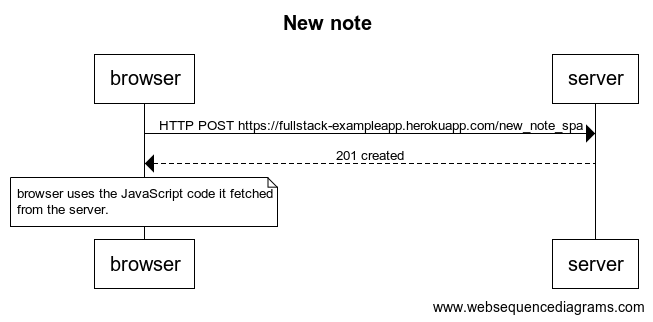 New note
browser
server
HTTP POST https://fullstack-exampleapp.herokuapp.com/new_note_spa
201 created
browser uses the JavaScript code it fetched
from the server.
browser
server
www.websequencediagrams.com